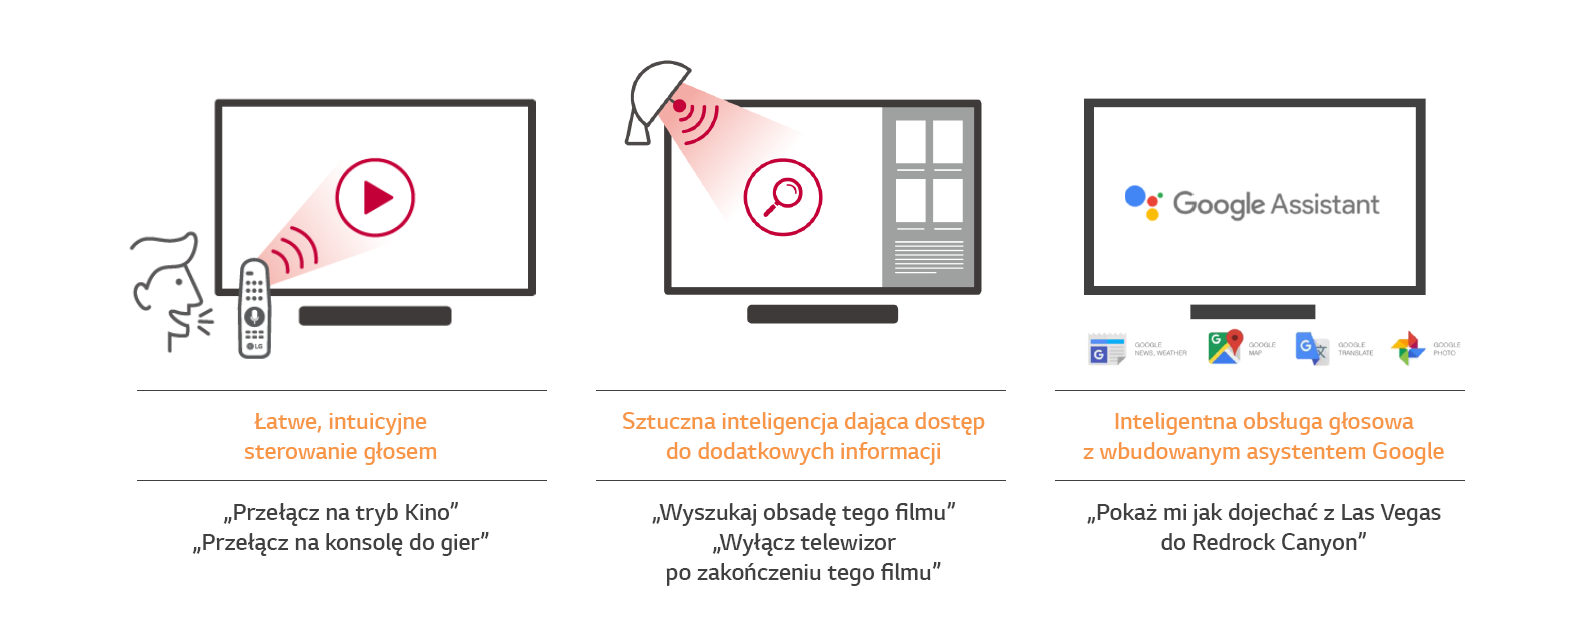 LG
Łatwe, intuicyjne
sterowanie głosem
„Przełącz na tryb Kino”
„Przełącz na konsolę do gier”
Sztuczna inteligencja dająca dostęp
do dodatkowych informacji
„Wyszukaj obsadę tego filmu”
„Wyłącz telewizor
po zakończeniu tego filmu”
Google Assistant
G
GOOGLE
NEWS, WEATHER
G
GOOGLE
MAP
G
文
GOOGLE
TRANSLATE
GOOGLE
PHOTO
Inteligentna obsługa głosowa
z wbudowanym asystentem Google
„Pokaż mi jak dojechać z Las Vegas
do Redrock Canyon”